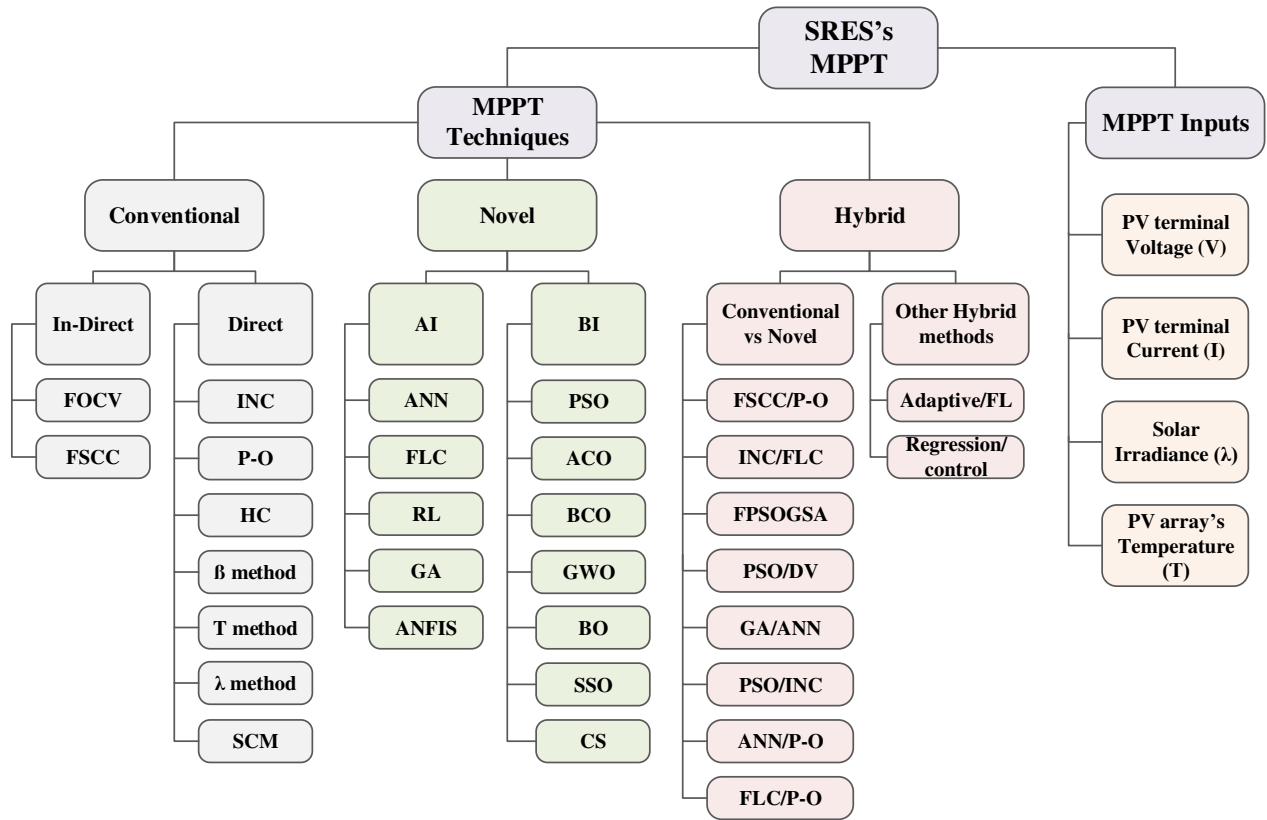 SRES's
MPPT
MPPT
Techniques
MPPT Inputs
Conventional
Novel
Hybrid
In-Direct
FOCV
FSCC
Direct
INC
P-O
HC
ß method
T method
λ method
SCM
AI
ANN
FLC
RL
GA
ANFIS
BI
PSO
ACO
BCO
GWO
BO
SSO
CS
Conventional
vs Novel
FSCC/P-O
INC/FLC
FPSOGSA
PSO/DV
GA/ANN
PSO/INC
ANN/P-O
FLC/P-O
Other Hybrid
methods
Adaptive/FL
Regression/
control
PV terminal
Voltage (V)
PV terminal
Current (I)
Solar
Irradiance (λ)
PV array's
Temperature
(T)